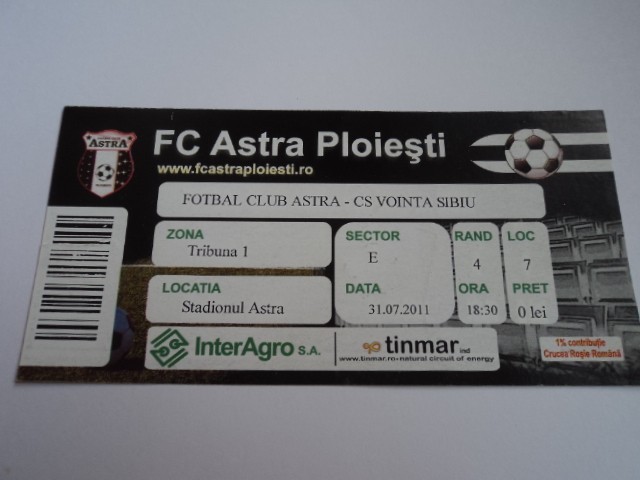 ASTRA
FC Astra Ploieşti
www.fcastraploiesti.ro
FOTBAL CLUB ASTRA - CS VOINTA SIBIU
ZONA
Tribuna 1
SECTOR
E
RAND
4
LOC
7
LOCATIA
Stadionul Astra
DATA
31.07.2011
ORA
18:30
PRET
0 lei
InterAgro S.A.
tinmar ind
www.tinmar.ro-natural circuit of energy
1% contribuţie
Crucea Roşie Română